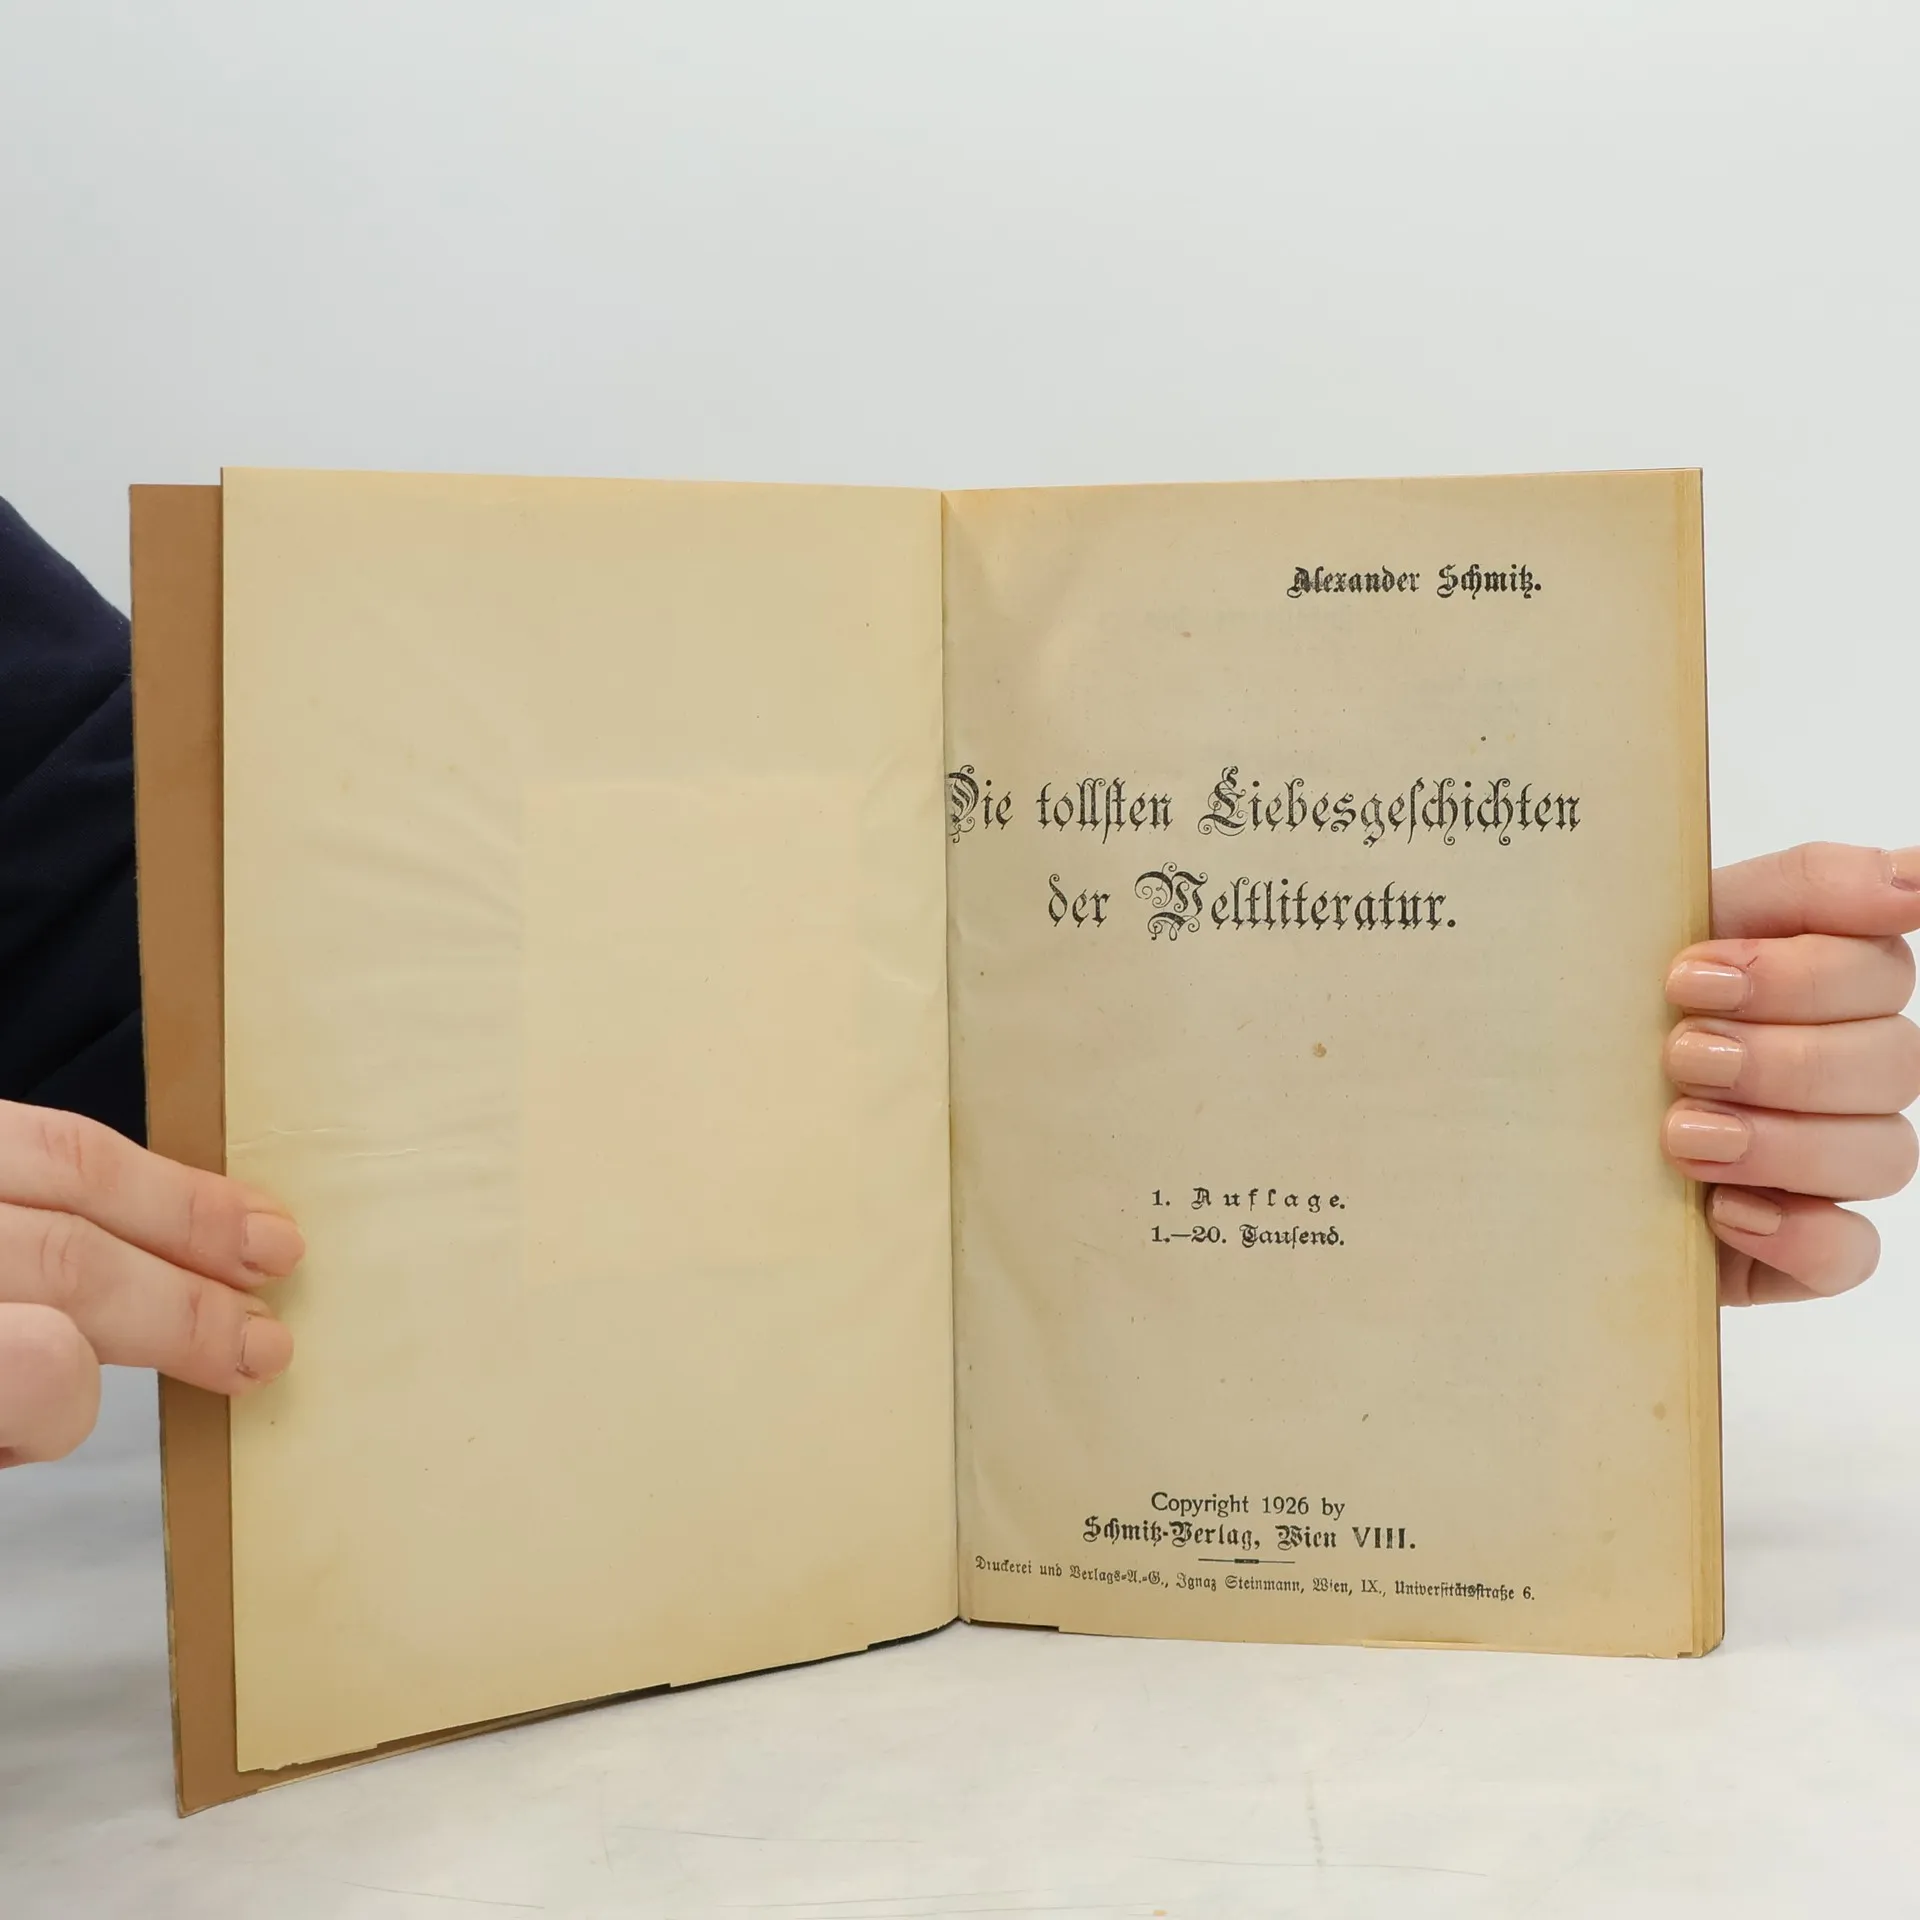 Alexander Schmitz.
Die tollsten Liebesgeschichten
der Weltliteratur.
1. Auflage.
1.—20. Tausend.
Copyright 1926 by
Schmitz-Verlag, Wien VIII.
Druckerei und Verlags-A.-G., Ignaz Steinmann, Wien, IX., Universitätsstraße 6.